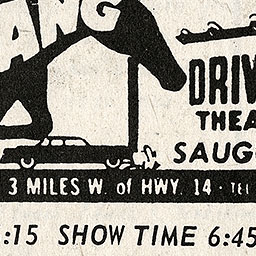 ANG
DRIV
THEA
SAUG
3 MILES W. of HWY. 14 · TEL
:15 SHOW TIME 6:45